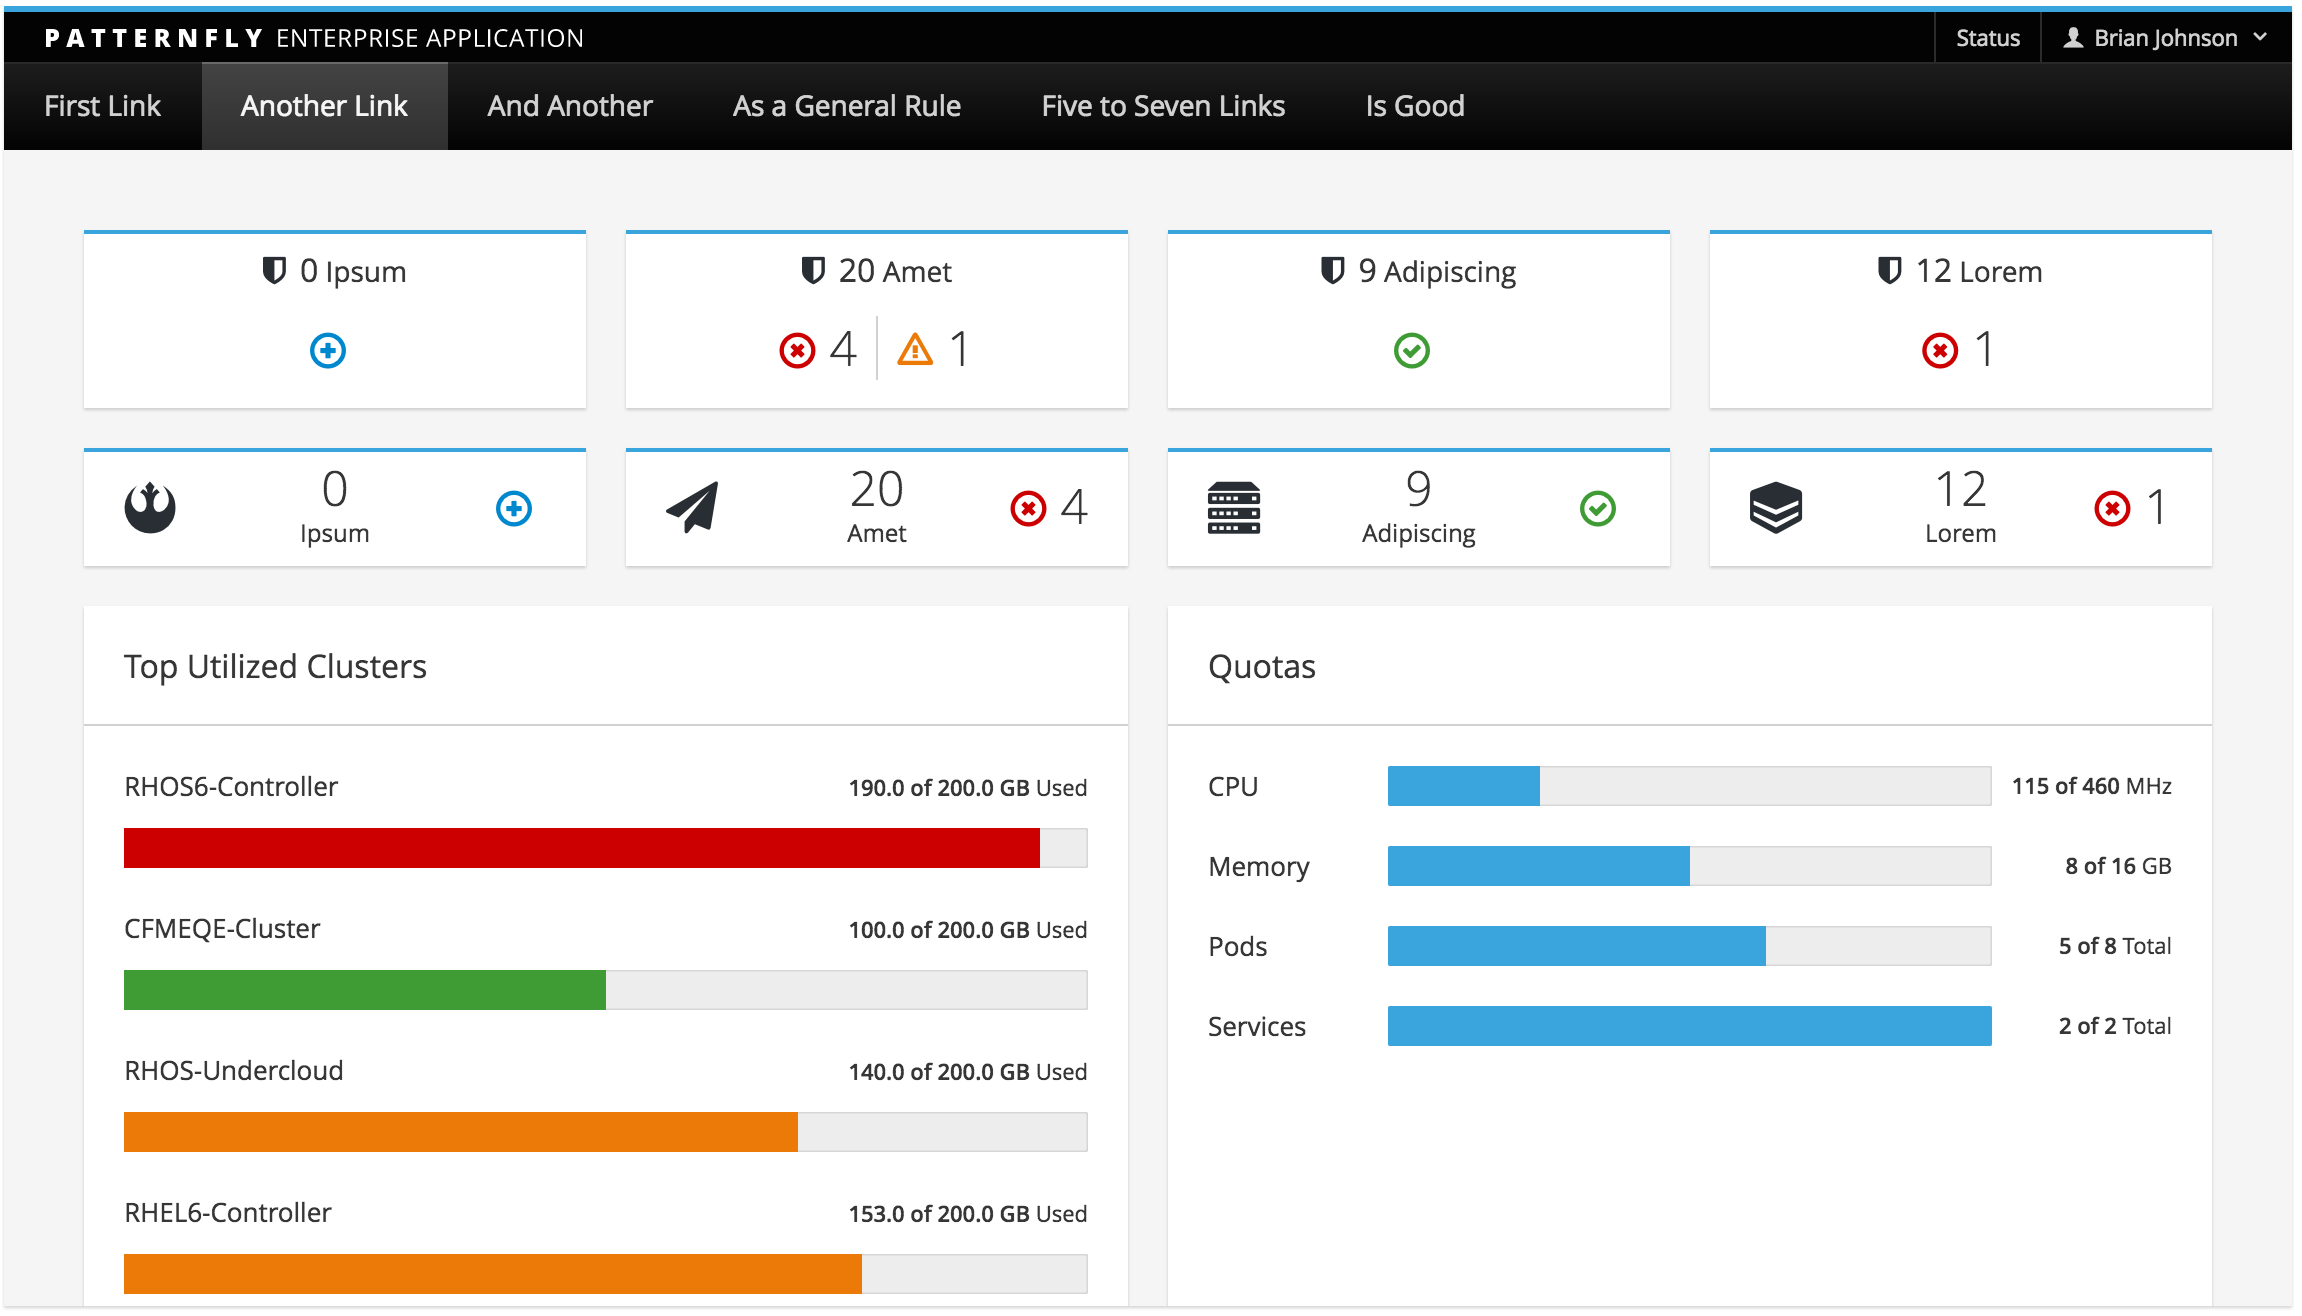 PATTERNFLY ENTERPRISE APPLICATION
Status
Brian Johnson
First Link
Another Link
And Another
As a General Rule
Five to Seven Links
Is Good
0 Ipsum
20 Amet
4
1
9 Adipiscing
12 Lorem
1
0
Ipsum
20
Amet
4
9
Adipiscing
12
Lorem
1
Top Utilized Clusters
RHOS6-Controller
190.0 of 200.0 GB Used
CFMEQE-Cluster
100.0 of 200.0 GB Used
RHOS-Undercloud
140.0 of 200.0 GB Used
RHEL6-Controller
153.0 of 200.0 GB Used
Quotas
CPU
115 of 460 MHz
Memory
8 of 16 GB
Pods
5 of 8 Total
Services
2 of 2 Total